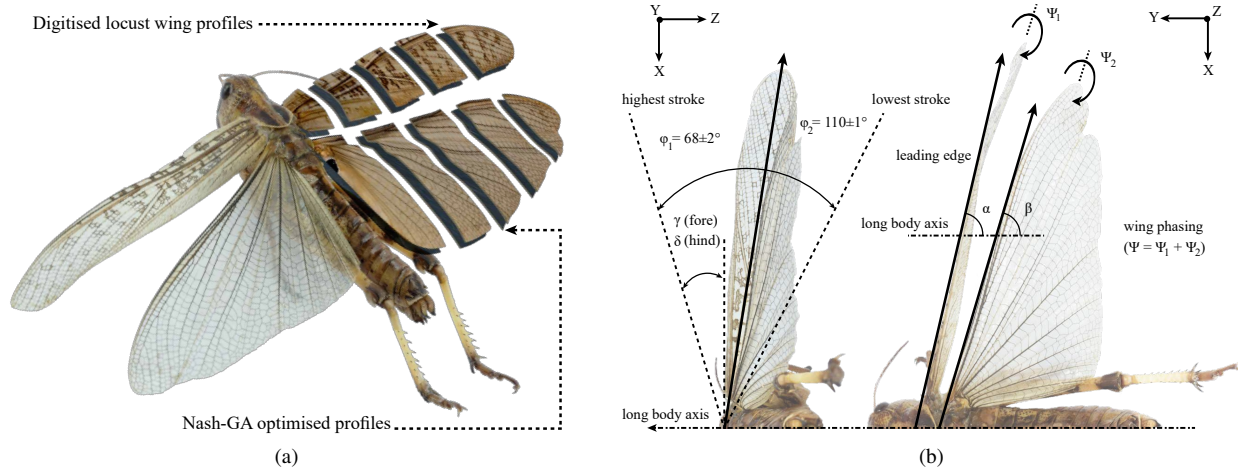 Digitised locust wing profiles
Nash-GA optimised profiles
(a)
Y
Z
X
highest stroke
lowest stroke
φ₁= 68±2°
φ₂= 110±1°
γ (fore)
δ (hind)
long body axis
Ψ₁
Ψ₂
Y
Z
X
leading edge
α
β
long body axis
wing phasing
(Ψ = Ψ₁ + Ψ₂)
(b)